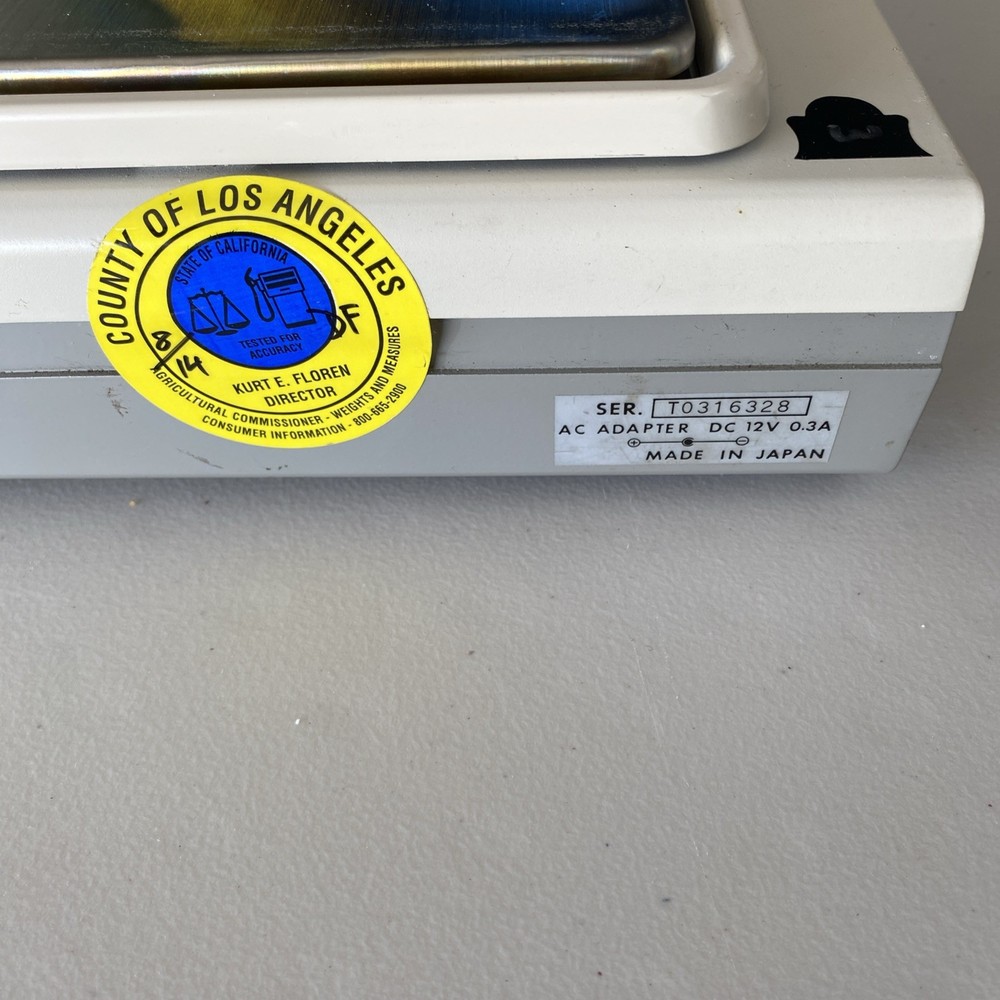 COUNTY OF LOS ANGELES
STATE OF CALIFORNIA
TESTED FOR
ACCURACY
8/14
DF
KURT E. FLOREN
DIRECTOR
AGRICULTURAL COMMISSIONER - WEIGHTS AND MEASURES
CONSUMER INFORMATION - 800-665-2900
SER. T0316328
AC ADAPTER DC 12V 0.3A
MADE IN JAPAN